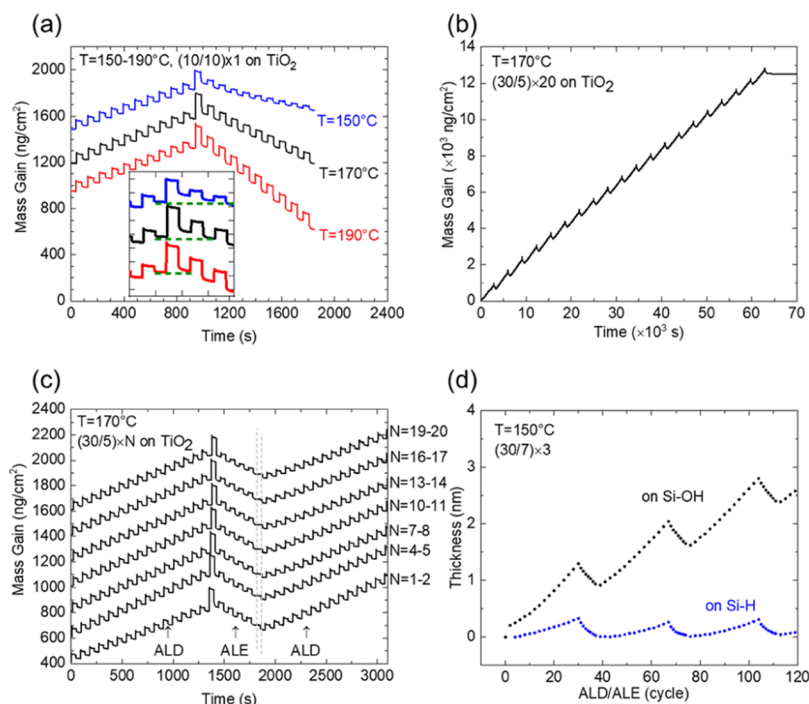 (a)
T=150-190°C, (10/10)x1 on TiO2
2000
1600
1200
800
400
0
Mass Gain (ng/cm2)
T=150°C
T=170°C
T=190°C
0 400 800 1200 1600 2000 2400
Time (s)
(b)
T=170°C
(30/5)×20 on TiO2
14
12
10
8
6
4
2
0
Mass Gain (×10³ ng/cm²)
0 10 20 30 40 50 60 70
Time (×10³ s)
(c)
T=170°C
(30/5)×N on TiO2
2400
2200
2000
1800
1600
1400
1200
1000
800
600
400
Mass Gain (ng/cm²)
N=19-20
N=16-17
N=13-14
N=10-11
N=7-8
N=4-5
N=1-2
ALD ALE ALD
0 500 1000 1500 2000 2500 3000
Time (s)
(d)
T=150°C
(30/7)×3
4
3
2
1
0
Thickness (nm)
on Si-OH
on Si-H
0 20 40 60 80 100 120
ALD/ALE (cycle)